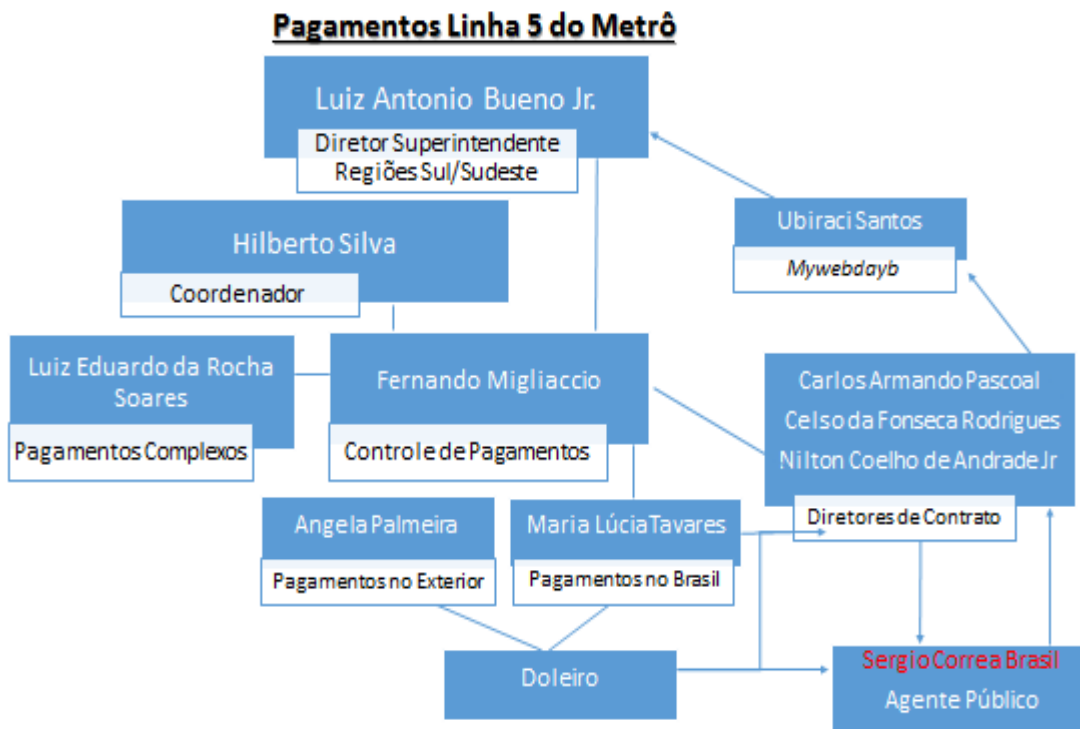 Pagamentos Linha 5 do Metrô
Luiz Antonio Bueno Jr.
Diretor Superintendente
Regiões Sul/Sudeste
Ubiraci Santos
Mywebdayb
Hilberto Silva
Coordenador
Luiz Eduardo da Rocha
Soares
Pagamentos Complexos
Fernando Migliaccio
Controle de Pagamentos
Carlos Armando Pascoal
Celso da Fonseca Rodrigues
Nilton Coelho de Andrade Jr
Diretores de Contrato
Angela Palmeira
Pagamentos no Exterior
Maria Lúcia Tavares
Pagamentos no Brasil
Doleiro
Sergio Correa Brasil
Agente Público